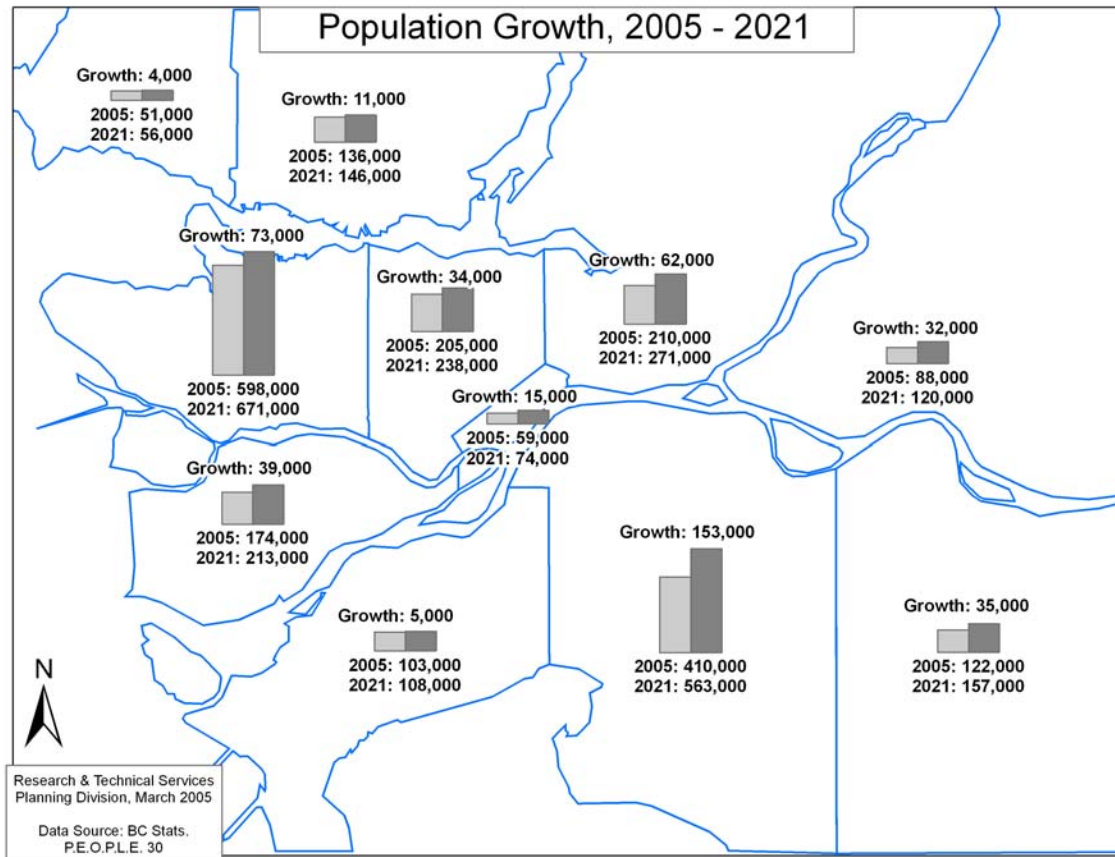 Population Growth, 2005 - 2021
Growth: 4,000
2005: 51,000
2021: 56,000
Growth: 11,000
2005: 136,000
2021: 146,000
Growth: 73,000
2005: 598,000
2021: 671,000
Growth: 34,000
2005: 205,000
2021: 238,000
Growth: 62,000
2005: 210,000
2021: 271,000
Growth: 32,000
2005: 88,000
2021: 120,000
Growth: 15,000
2005: 59,000
2021: 74,000
Growth: 39,000
2005: 174,000
2021: 213,000
Growth: 153,000
2005: 410,000
2021: 563,000
Growth: 5,000
2005: 103,000
2021: 108,000
Growth: 35,000
2005: 122,000
2021: 157,000
N
Research & Technical Services
Planning Division, March 2005
Data Source: BC Stats.
P.E.O.P.L.E. 30